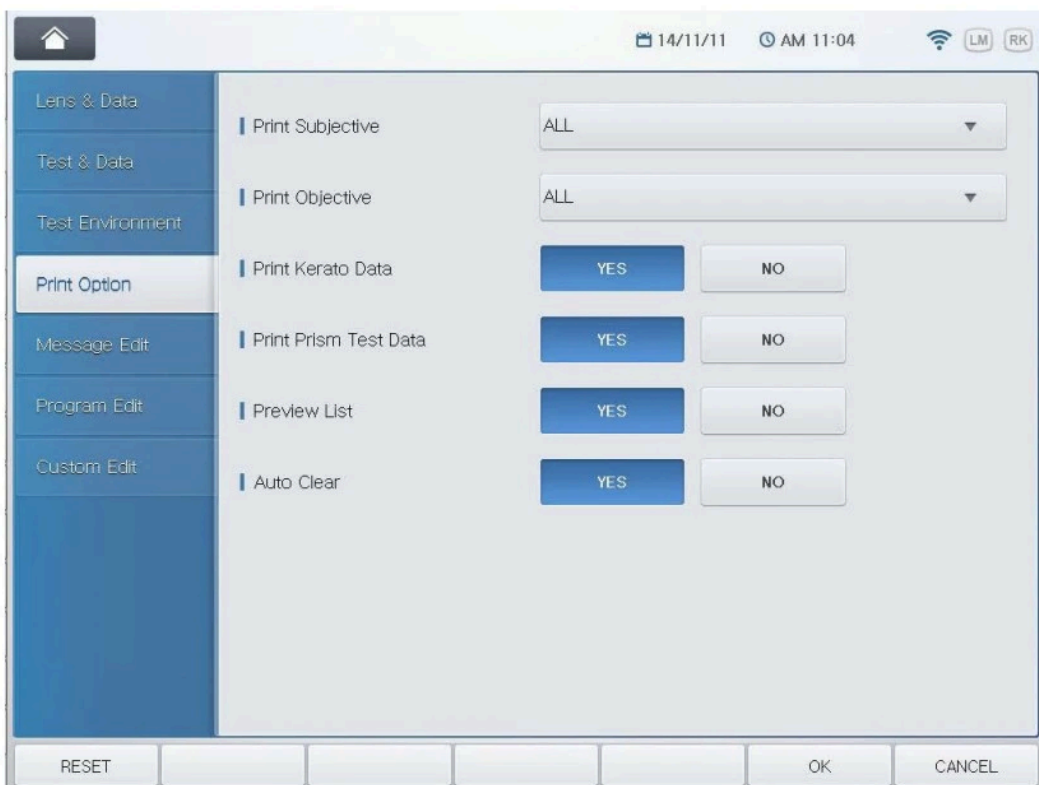 14/11/11 AM 11:04 LM RK
Lens & Data
Test & Data
Test Environment
Print Option
Message Edit
Program Edit
Custom Edit
Print Subjective ALL
Print Objective ALL
Print Kerato Data YES NO
Print Prism Test Data YES NO
Preview List YES NO
Auto Clear YES NO
RESET OK CANCEL